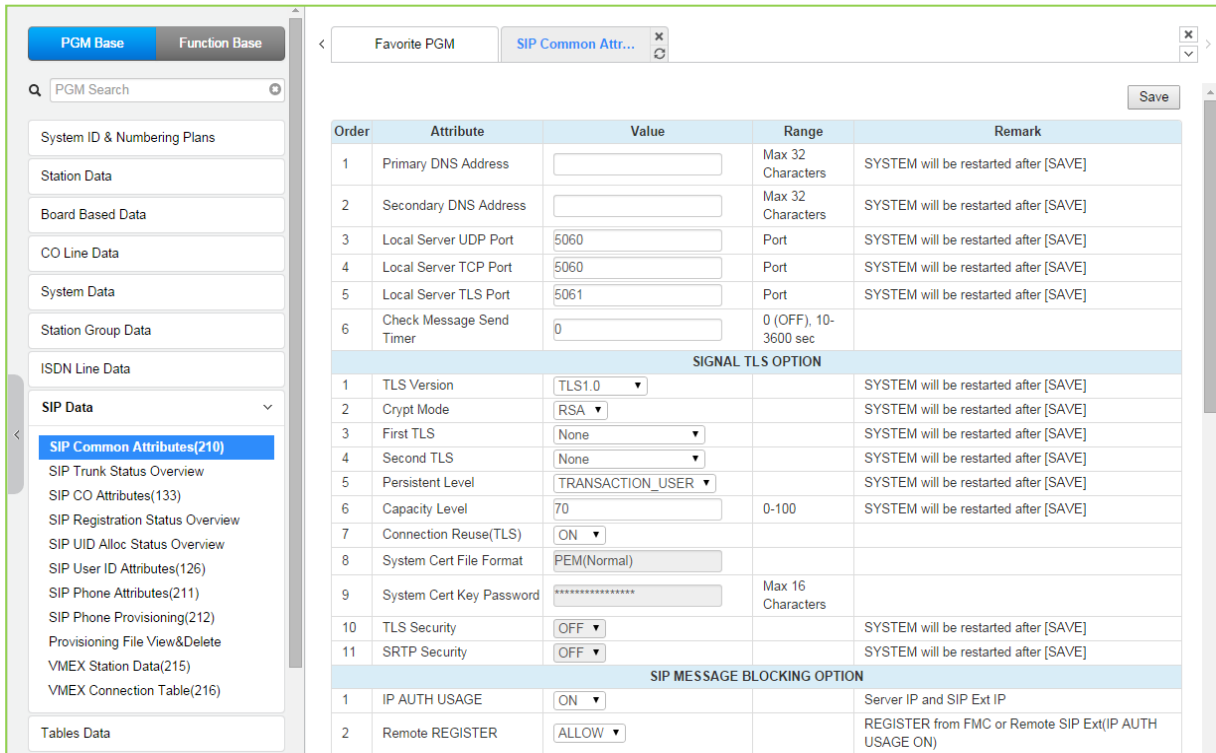 PGM Base Function Base
PGM Search
System ID & Numbering Plans
Station Data
Board Based Data
CO Line Data
System Data
Station Group Data
ISDN Line Data
SIP Data
SIP Common Attributes(210)
SIP Trunk Status Overview
SIP CO Attributes(133)
SIP Registration Status Overview
SIP UID Alloc Status Overview
SIP User ID Attributes(126)
SIP Phone Attributes(211)
SIP Phone Provisioning(212)
Provisioning File View&Delete
VMEX Station Data(215)
VMEX Connection Table(216)
Tables Data
Favorite PGM SIP Common Attr...
Save
Order Attribute Value Range Remark
1 Primary DNS Address Max 32 Characters SYSTEM will be restarted after [SAVE]
2 Secondary DNS Address Max 32 Characters SYSTEM will be restarted after [SAVE]
3 Local Server UDP Port 5060 Port SYSTEM will be restarted after [SAVE]
4 Local Server TCP Port 5060 Port SYSTEM will be restarted after [SAVE]
5 Local Server TLS Port 5061 Port SYSTEM will be restarted after [SAVE]
6 Check Message Send Timer 0 0 (OFF), 10-3600 sec
SIGNAL TLS OPTION
1 TLS Version TLS1.0 SYSTEM will be restarted after [SAVE]
2 Crypt Mode RSA SYSTEM will be restarted after [SAVE]
3 First TLS None SYSTEM will be restarted after [SAVE]
4 Second TLS None SYSTEM will be restarted after [SAVE]
5 Persistent Level TRANSACTION_USER SYSTEM will be restarted after [SAVE]
6 Capacity Level 70 0-100 SYSTEM will be restarted after [SAVE]
7 Connection Reuse(TLS) ON
8 System Cert File Format PEM(Normal)
9 System Cert Key Password **************** Max 16 Characters
10 TLS Security OFF SYSTEM will be restarted after [SAVE]
11 SRTP Security OFF SYSTEM will be restarted after [SAVE]
SIP MESSAGE BLOCKING OPTION
1 IP AUTH USAGE ON Server IP and SIP Ext IP
2 Remote REGISTER ALLOW REGISTER from FMC or Remote SIP Ext(IP AUTH USAGE ON)